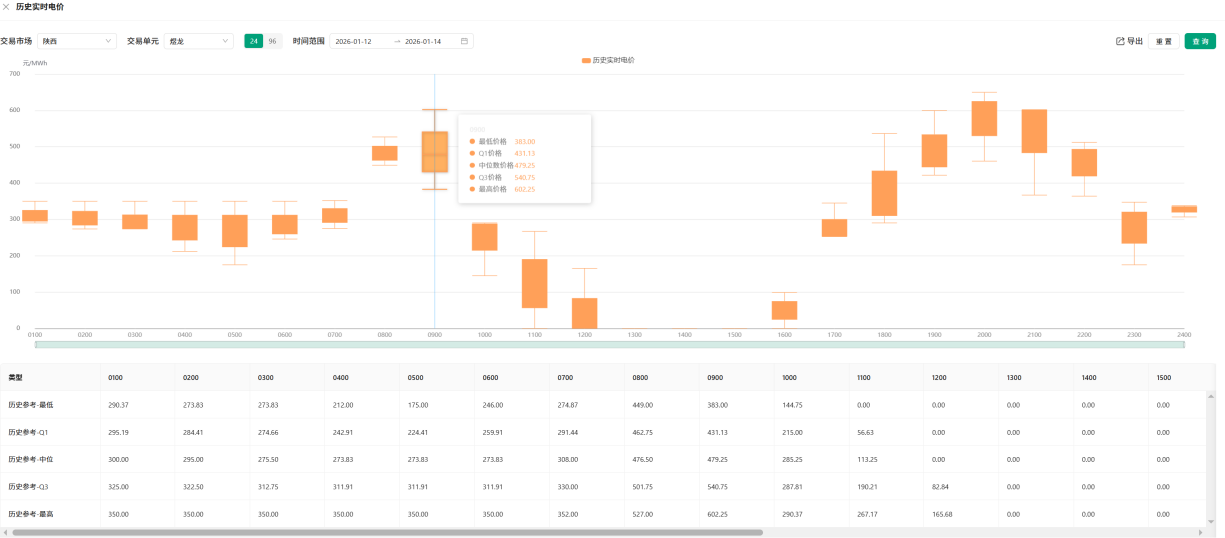 历史实时电价
交易市场 陕西 交易单元 煜龙 24 96 时间范围 2026-01-12 → 2026-01-14 导出 重置 查询
元/MWh
历史实时电价
700
600
500
400
300
200
100
0
最低价格 383.00
Q1价格 431.13
中位数价格 479.25
Q3价格 540.75
最高价格 602.25
0100 0200 0300 0400 0500 0600 0700 0800 0900 1000 1100 1200 1300 1400 1500 1600 1700 1800 1900 2000 2100 2200 2300 2400
类型 0100 0200 0300 0400 0500 0600 0700 0800 0900 1000 1100 1200 1300 1400 1500
历史参考-最低 290.37 273.83 273.83 212.00 175.00 246.00 274.87 449.00 383.00 144.75 0.00 0.00 0.00 0.00 0.00
历史参考-Q1 295.19 284.41 274.66 242.91 224.41 259.91 291.44 462.75 431.13 215.00 56.63 0.00 0.00 0.00 0.00
历史参考-中位 300.00 295.00 275.50 273.83 273.83 273.83 308.00 476.50 479.25 285.25 113.25 0.00 0.00 0.00 0.00
历史参考-Q3 325.00 322.50 312.75 311.91 311.91 311.91 330.00 501.75 540.75 287.81 190.21 82.84 0.00 0.00 0.00
历史参考-最高 350.00 350.00 350.00 350.00 350.00 350.00 352.00 527.00 602.25 290.37 267.17 165.68 0.00 0.00 0.00